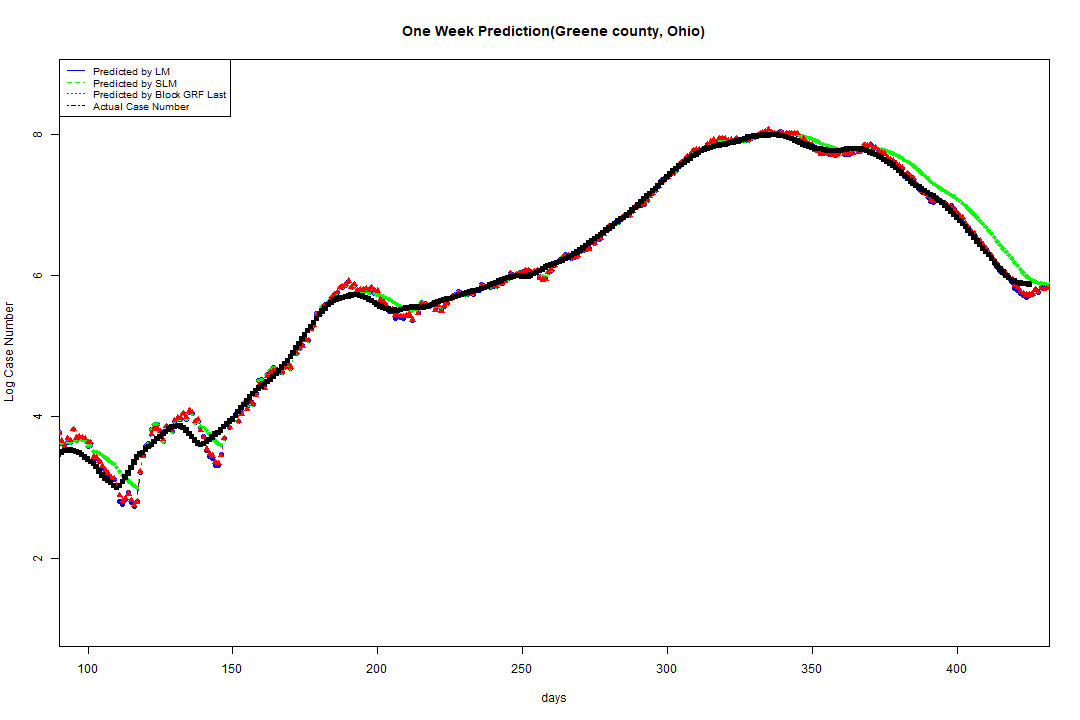 One Week Prediction(Greene county, Ohio)
Predicted by LM
Predicted by SLM
Predicted by Block GRF Last
Actual Case Number
8
6
4
2
Log Case Number
100 150 200 250 300 350 400
days